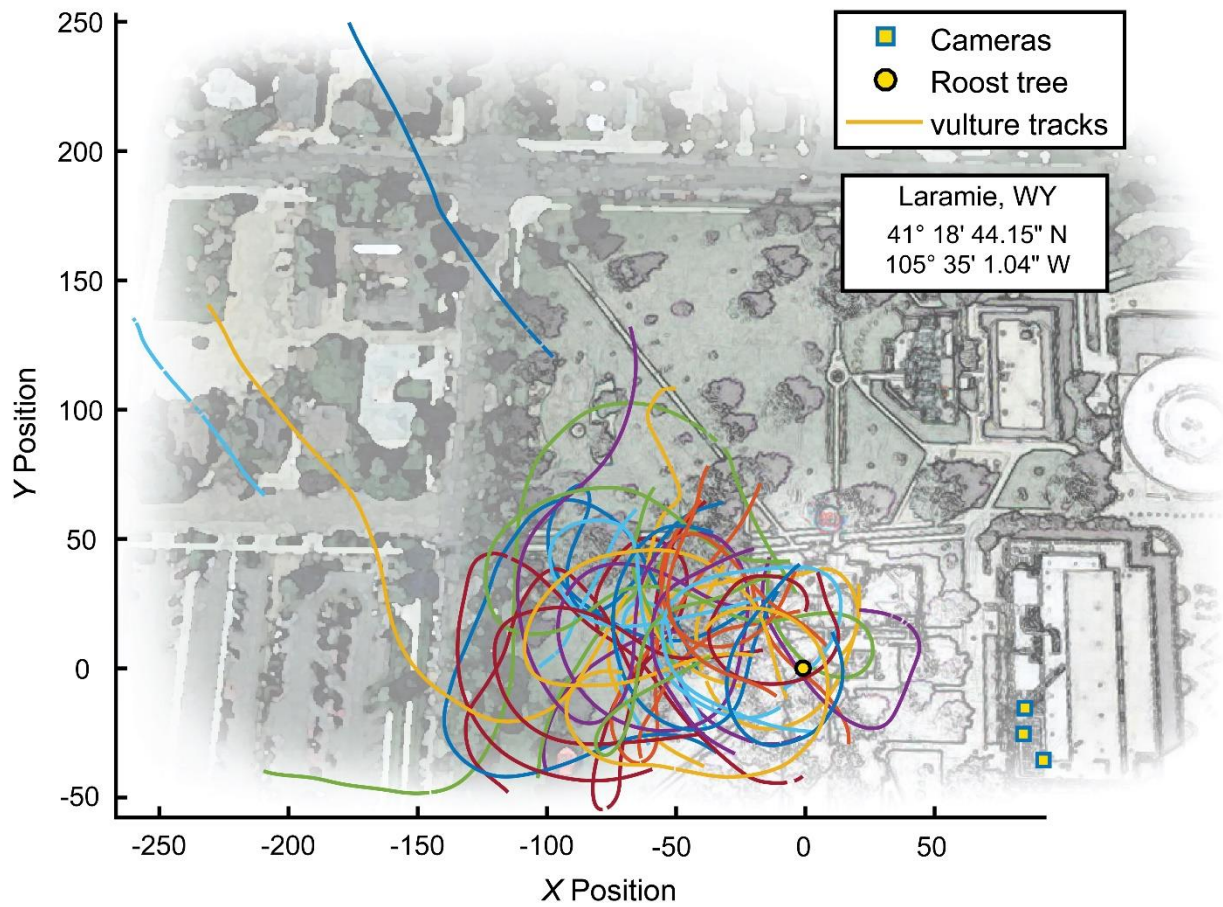 250
200
150
100
50
0
-50
Y Position
-250
-200
-150
-100
-50
0
50
X Position
Cameras
Roost tree
vulture tracks
Laramie, WY
41° 18' 44.15" N
105° 35' 1.04" W